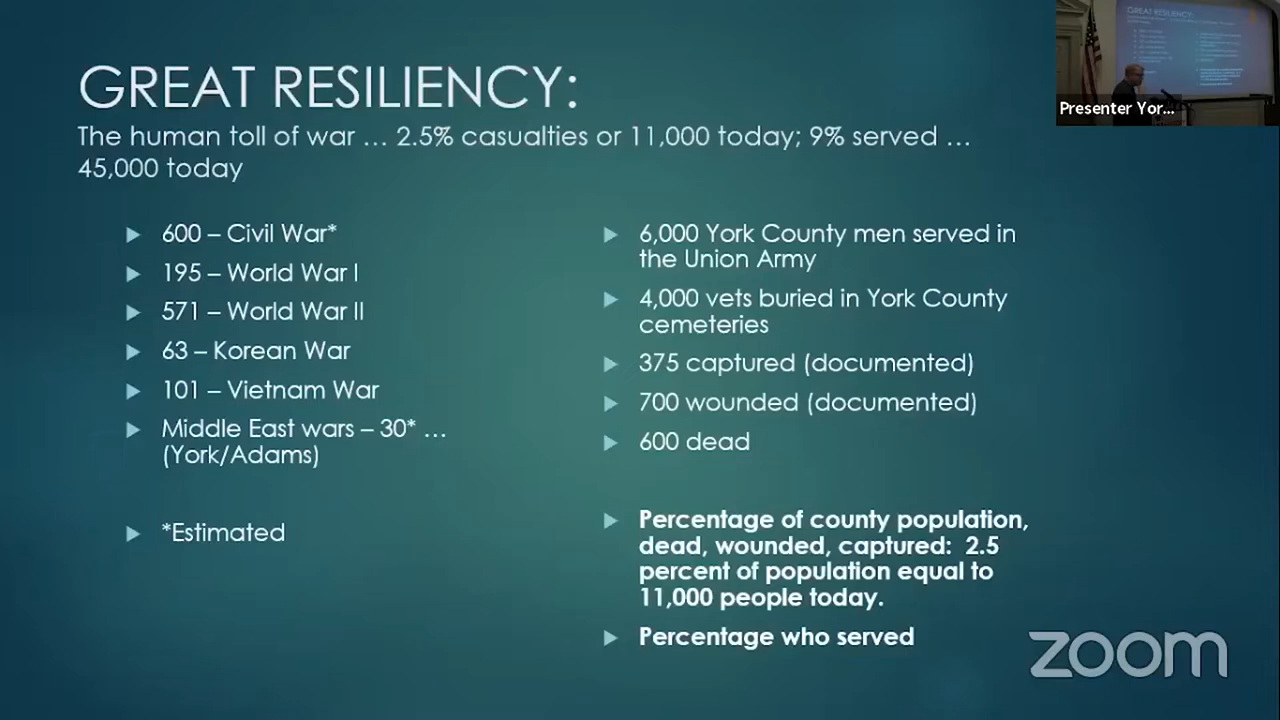 GREAT RESILIENCY:
The human toll of war … 2.5% casualties or 11,000 today; 9% served …
45,000 today
600 – Civil War*
195 – World War I
571 – World War II
63 – Korean War
101 – Vietnam War
Middle East wars – 30* …
(York/Adams)
*Estimated
6,000 York County men served in
the Union Army
4,000 vets buried in York County
cemeteries
375 captured (documented)
700 wounded (documented)
600 dead
Percentage of county population,
dead, wounded, captured:  2.5
percent of population equal to
11,000 people today.
Percentage who served
Presenter Yor...
GREAT RESILIENCY:
zoom